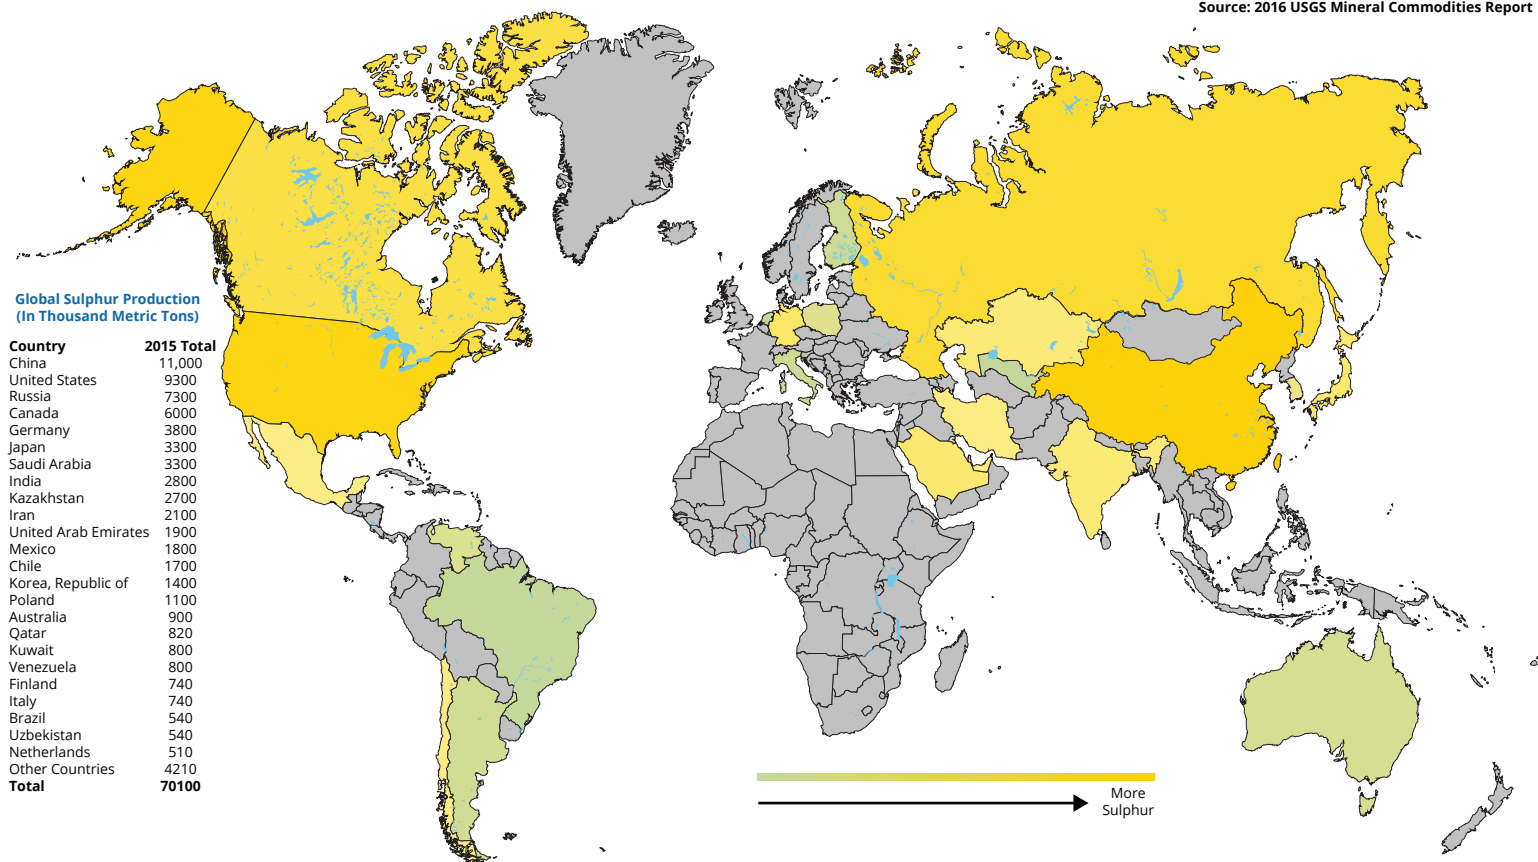 Source: 2016 USGS Mineral Commodities Report
Global Sulphur Production
(In Thousand Metric Tons)
Country 2015 Total
China 11,000
United States 9300
Russia 7300
Canada 6000
Germany 3800
Japan 3300
Saudi Arabia 3300
India 2800
Kazakhstan 2700
Iran 2100
United Arab Emirates 1900
Mexico 1800
Chile 1700
Korea, Republic of 1400
Poland 1100
Australia 900
Qatar 820
Kuwait 800
Venezuela 800
Finland 740
Italy 740
Brazil 540
Uzbekistan 540
Netherlands 510
Other Countries 4210
Total 70100
More
Sulphur